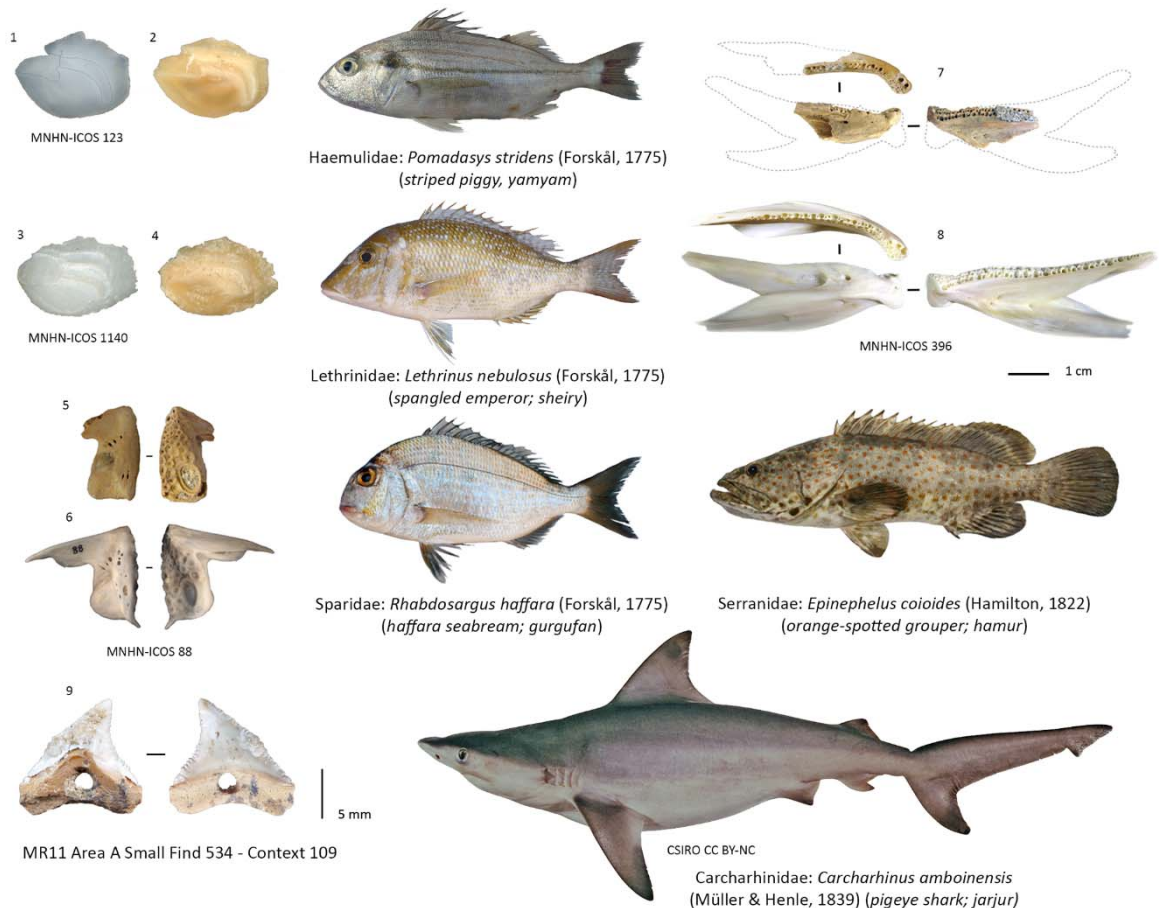 1
2
MNHN-ICOS 123
Haemulidae: Pomadasys stridens (Forskål, 1775)
(striped piggy, yamyam)
7
3
4
MNHN-ICOS 1140
Lethrinidae: Lethrinus nebulosus (Forskål, 1775)
(spangled emperor; sheiry)
8
MNHN-ICOS 396
1 cm
5
6
88
MNHN-ICOS 88
Sparidae: Rhabdosargus haffara (Forskål, 1775)
(haffara seabream; gurgufan)
Serranidae: Epinephelus coioides (Hamilton, 1822)
(orange-spotted grouper; hamur)
9
5 mm
MR11 Area A Small Find 534 - Context 109
CSIRO CC BY-NC
Carcharhinidae: Carcharhinus amboinensis
(Müller & Henle, 1839) (pigeye shark; jarjur)